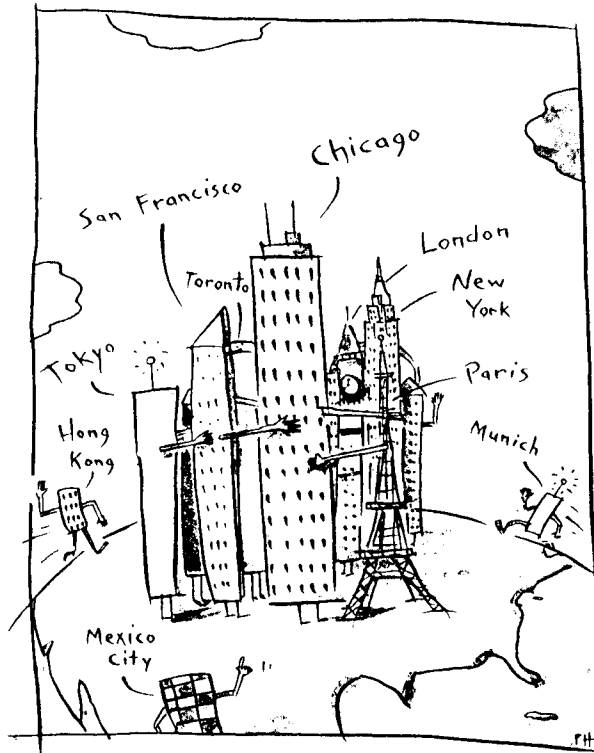 Chicago
San Francisco
London
Toronto
New
York
Tokyo
Paris
Hong
Kong
Munich
Mexico
City
PH